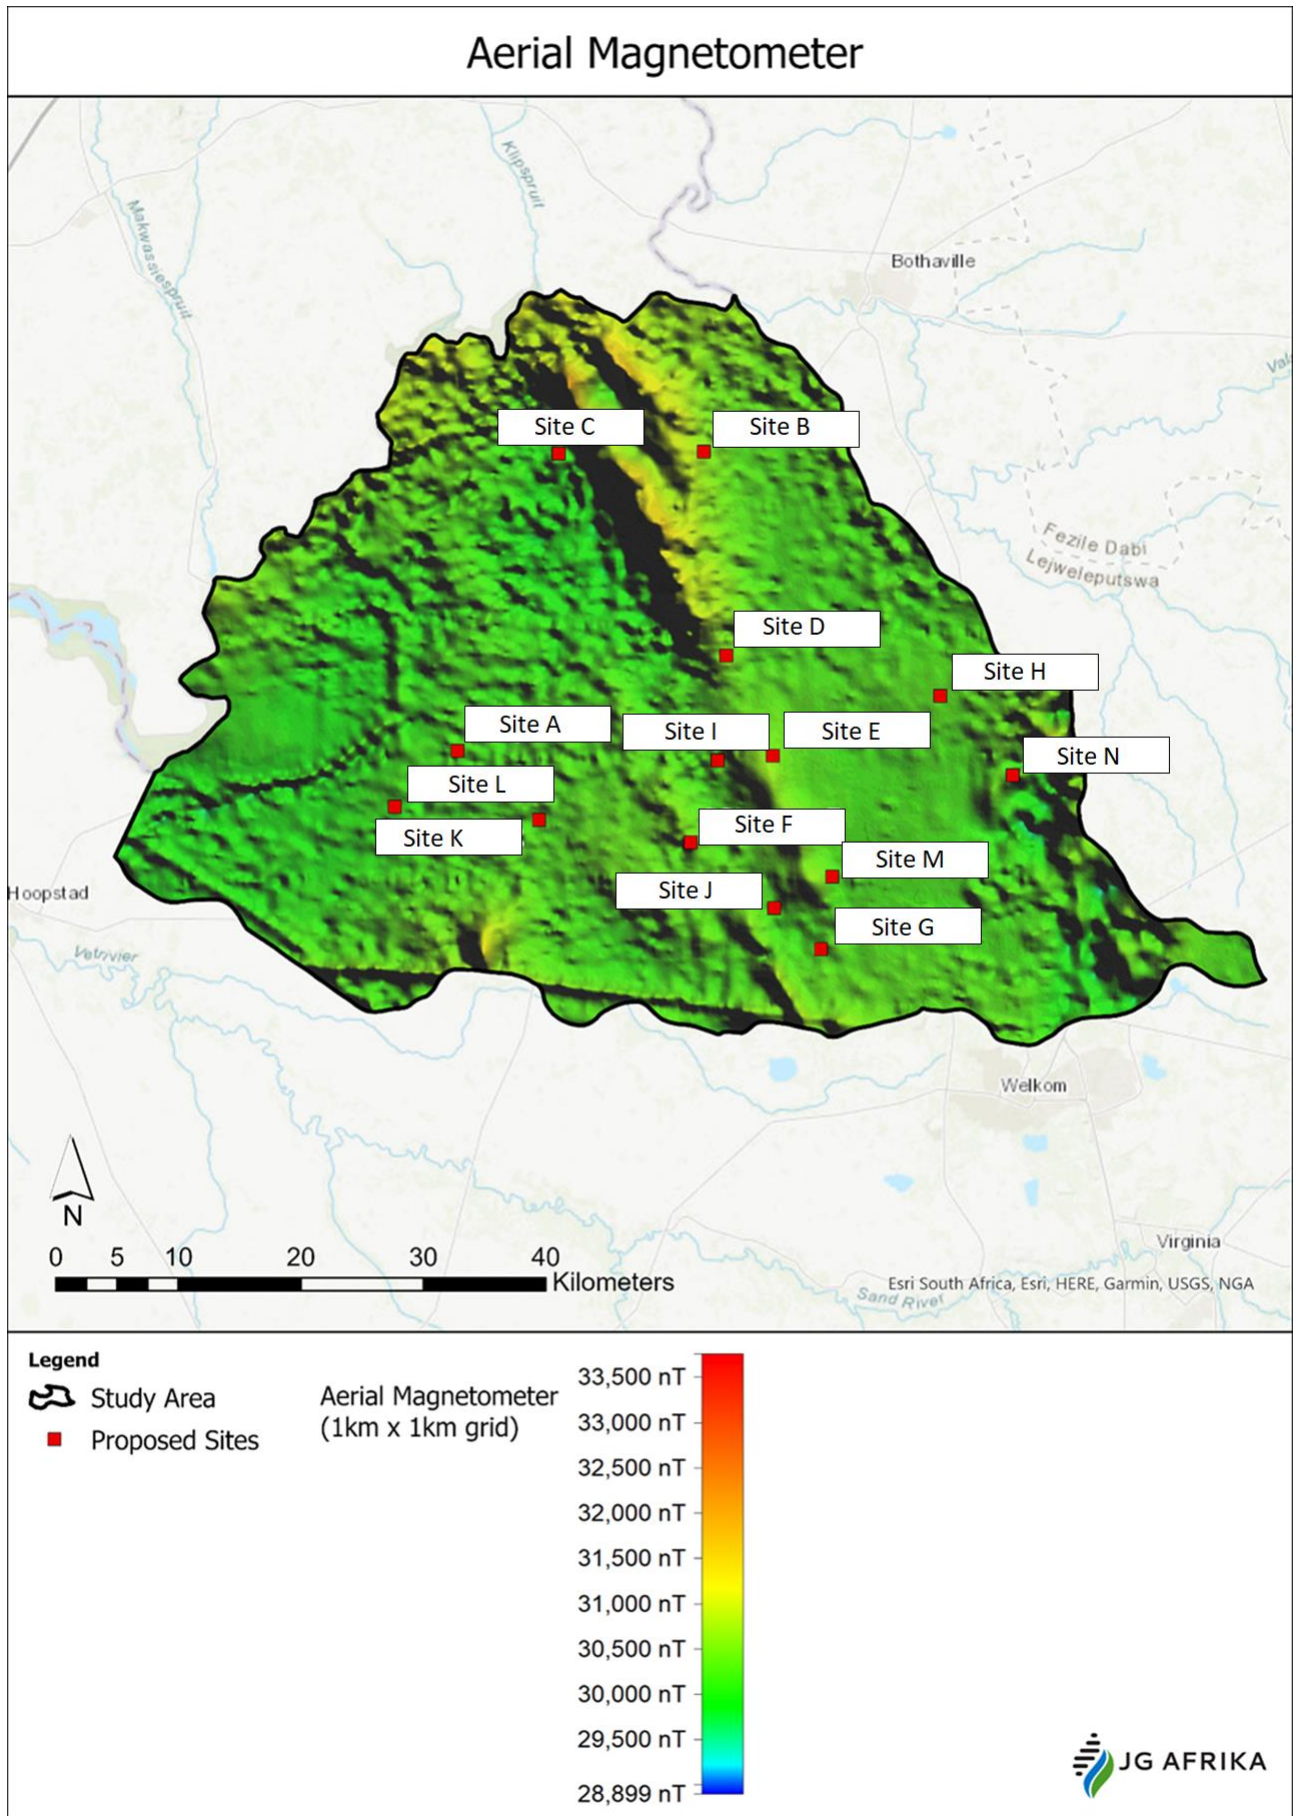 Aerial Magnetometer
Klipspruit
Makwassiespruit
Bothaville
Site C
Site B
Fezile Dabi
Lejweleputswa
Site D
Site H
Site A
Site I
Site E
Site N
Site L
Site F
Site K
Site M
Site J
Hoopstad
Site G
Vetrivier
Welkom
N
Virginia
0 5 10 20 30 40
Kilometers
Esri South Africa, Esri, HERE, Garmin, USGS, NGA
Sand River
Legend
Study Area
Proposed Sites
Aerial Magnetometer
(1km x 1km grid)
33,500 nT
33,000 nT
32,500 nT
32,000 nT
31,500 nT
31,000 nT
30,500 nT
30,000 nT
29,500 nT
28,899 nT
JG AFRIKA